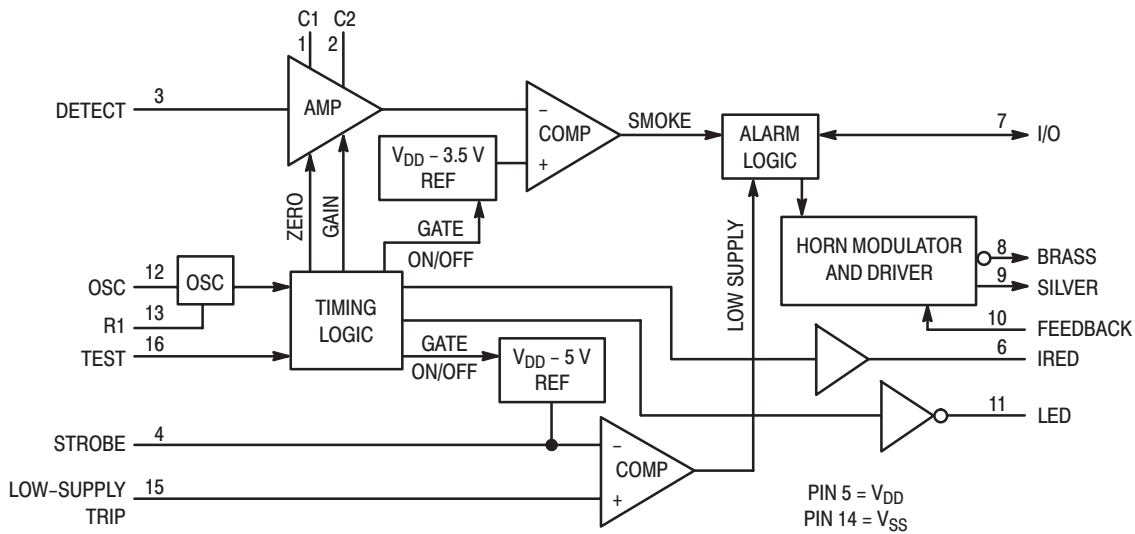 C1 C2
1 2
DETECT 3
AMP
–
COMP
+
SMOKE
ALARM
LOGIC
7 I/O
VDD – 3.5 V
REF
ZERO
GAIN
GATE
ON/OFF
LOW SUPPLY
HORN MODULATOR
AND DRIVER
8 BRASS
9 SILVER
10 FEEDBACK
OSC 12
OSC
R1 13
TEST 16
TIMING
LOGIC
GATE
ON/OFF
VDD – 5 V
REF
6 IRED
11 LED
STROBE 4
–
COMP
+
LOW–SUPPLY
TRIP
15
PIN 5 = VDD
PIN 14 = VSS